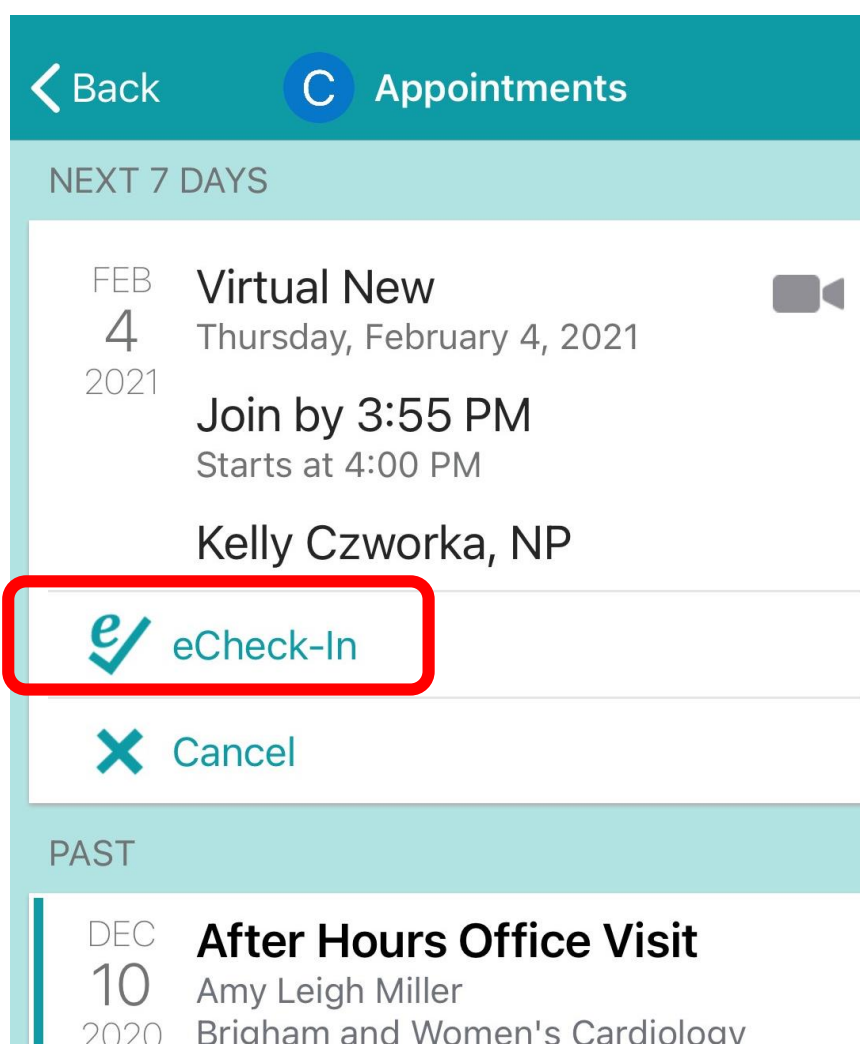 Back
C
Appointments
NEXT 7 DAYS
FEB
4
2021
Virtual New
Thursday, February 4, 2021
Join by 3:55 PM
Starts at 4:00 PM
Kelly Czworka, NP
e
eCheck-In
Cancel
PAST
DEC
10
2020
After Hours Office Visit
Amy Leigh Miller
Brigham and Women's Cardiology